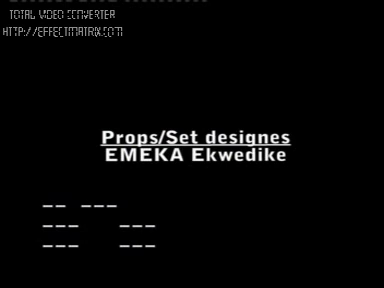 TOTAL VIDEO CONVERTER
HTTP://EFFECTMATRIX.COM
Props/Set designes
EMEKA Ekwedike
-- ---
--- ---
--- ---